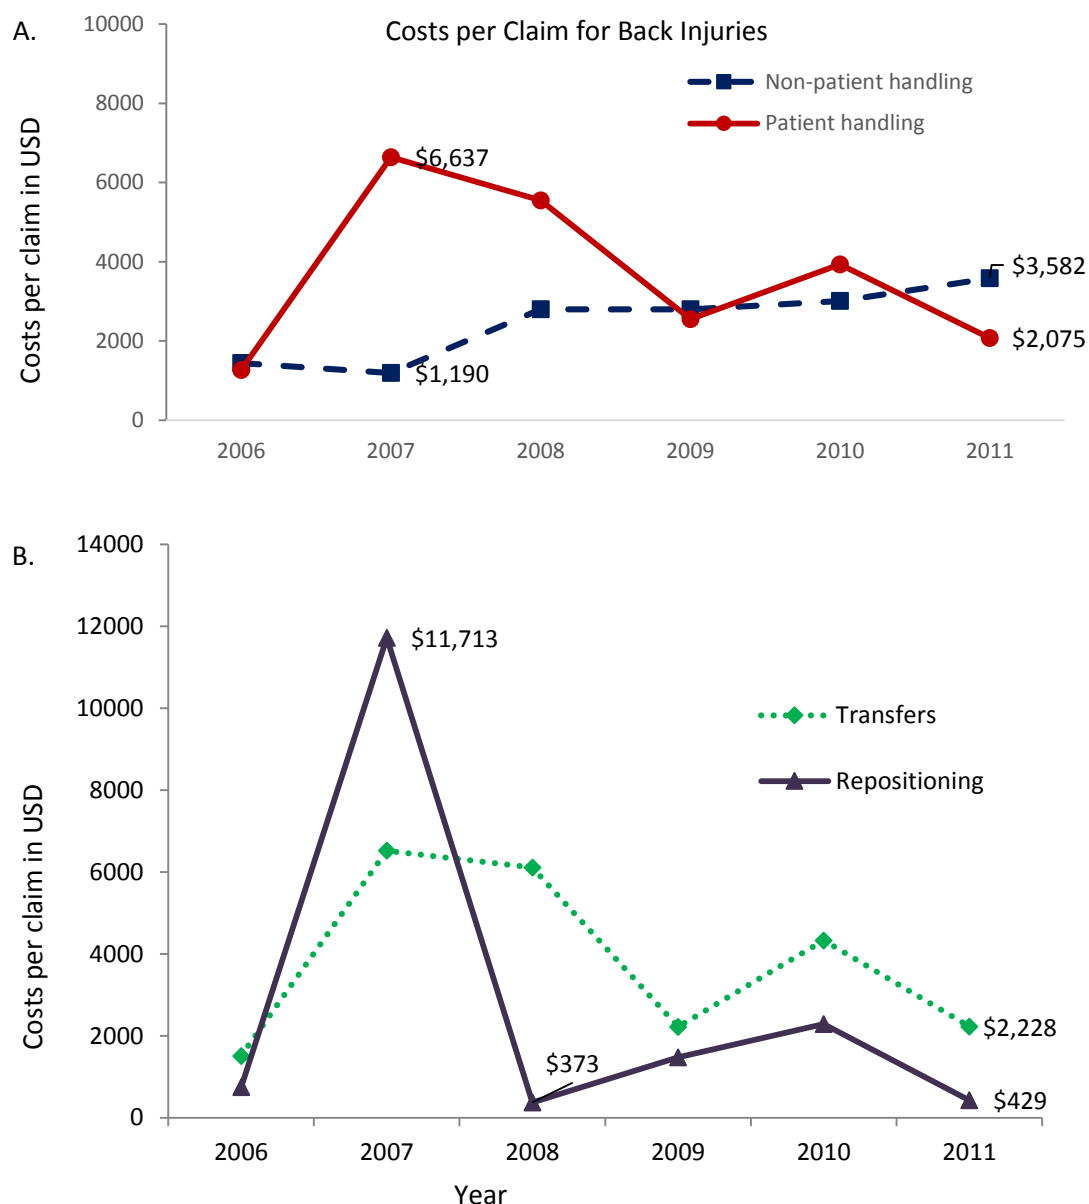 A.
Costs per Claim for Back Injuries
10000
8000
6000
4000
2000
0
Costs per claim in USD
Non-patient handling
Patient handling
$6,637
$1,190
$3,582
$2,075
2006 2007 2008 2009 2010 2011
B.
14000
12000
10000
8000
6000
4000
2000
0
Costs per claim in USD
$11,713
Transfers
Repositioning
$373
$2,228
$429
2006 2007 2008 2009 2010 2011
Year